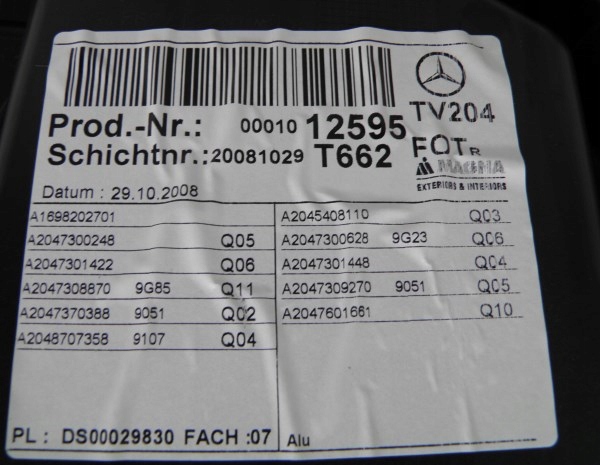 Prod.-Nr.: 00010 12595 TV204
Schichtnr.: 20081029 T662 FOT R
MAGNA
EXTERIORS & INTERIORS
Datum : 29.10.2008
A1698202701
A2047300248 Q05
A2047301422 Q06
A2047308870 9G85 Q11
A2047370388 9051 Q02
A2048707358 9107 Q04
A2045408110 Q03
A2047300628 9G23 Q06
A2047301448 Q04
A2047309270 9051 Q05
A2047601661 Q10
PL : DS00029830 FACH :07 Alu